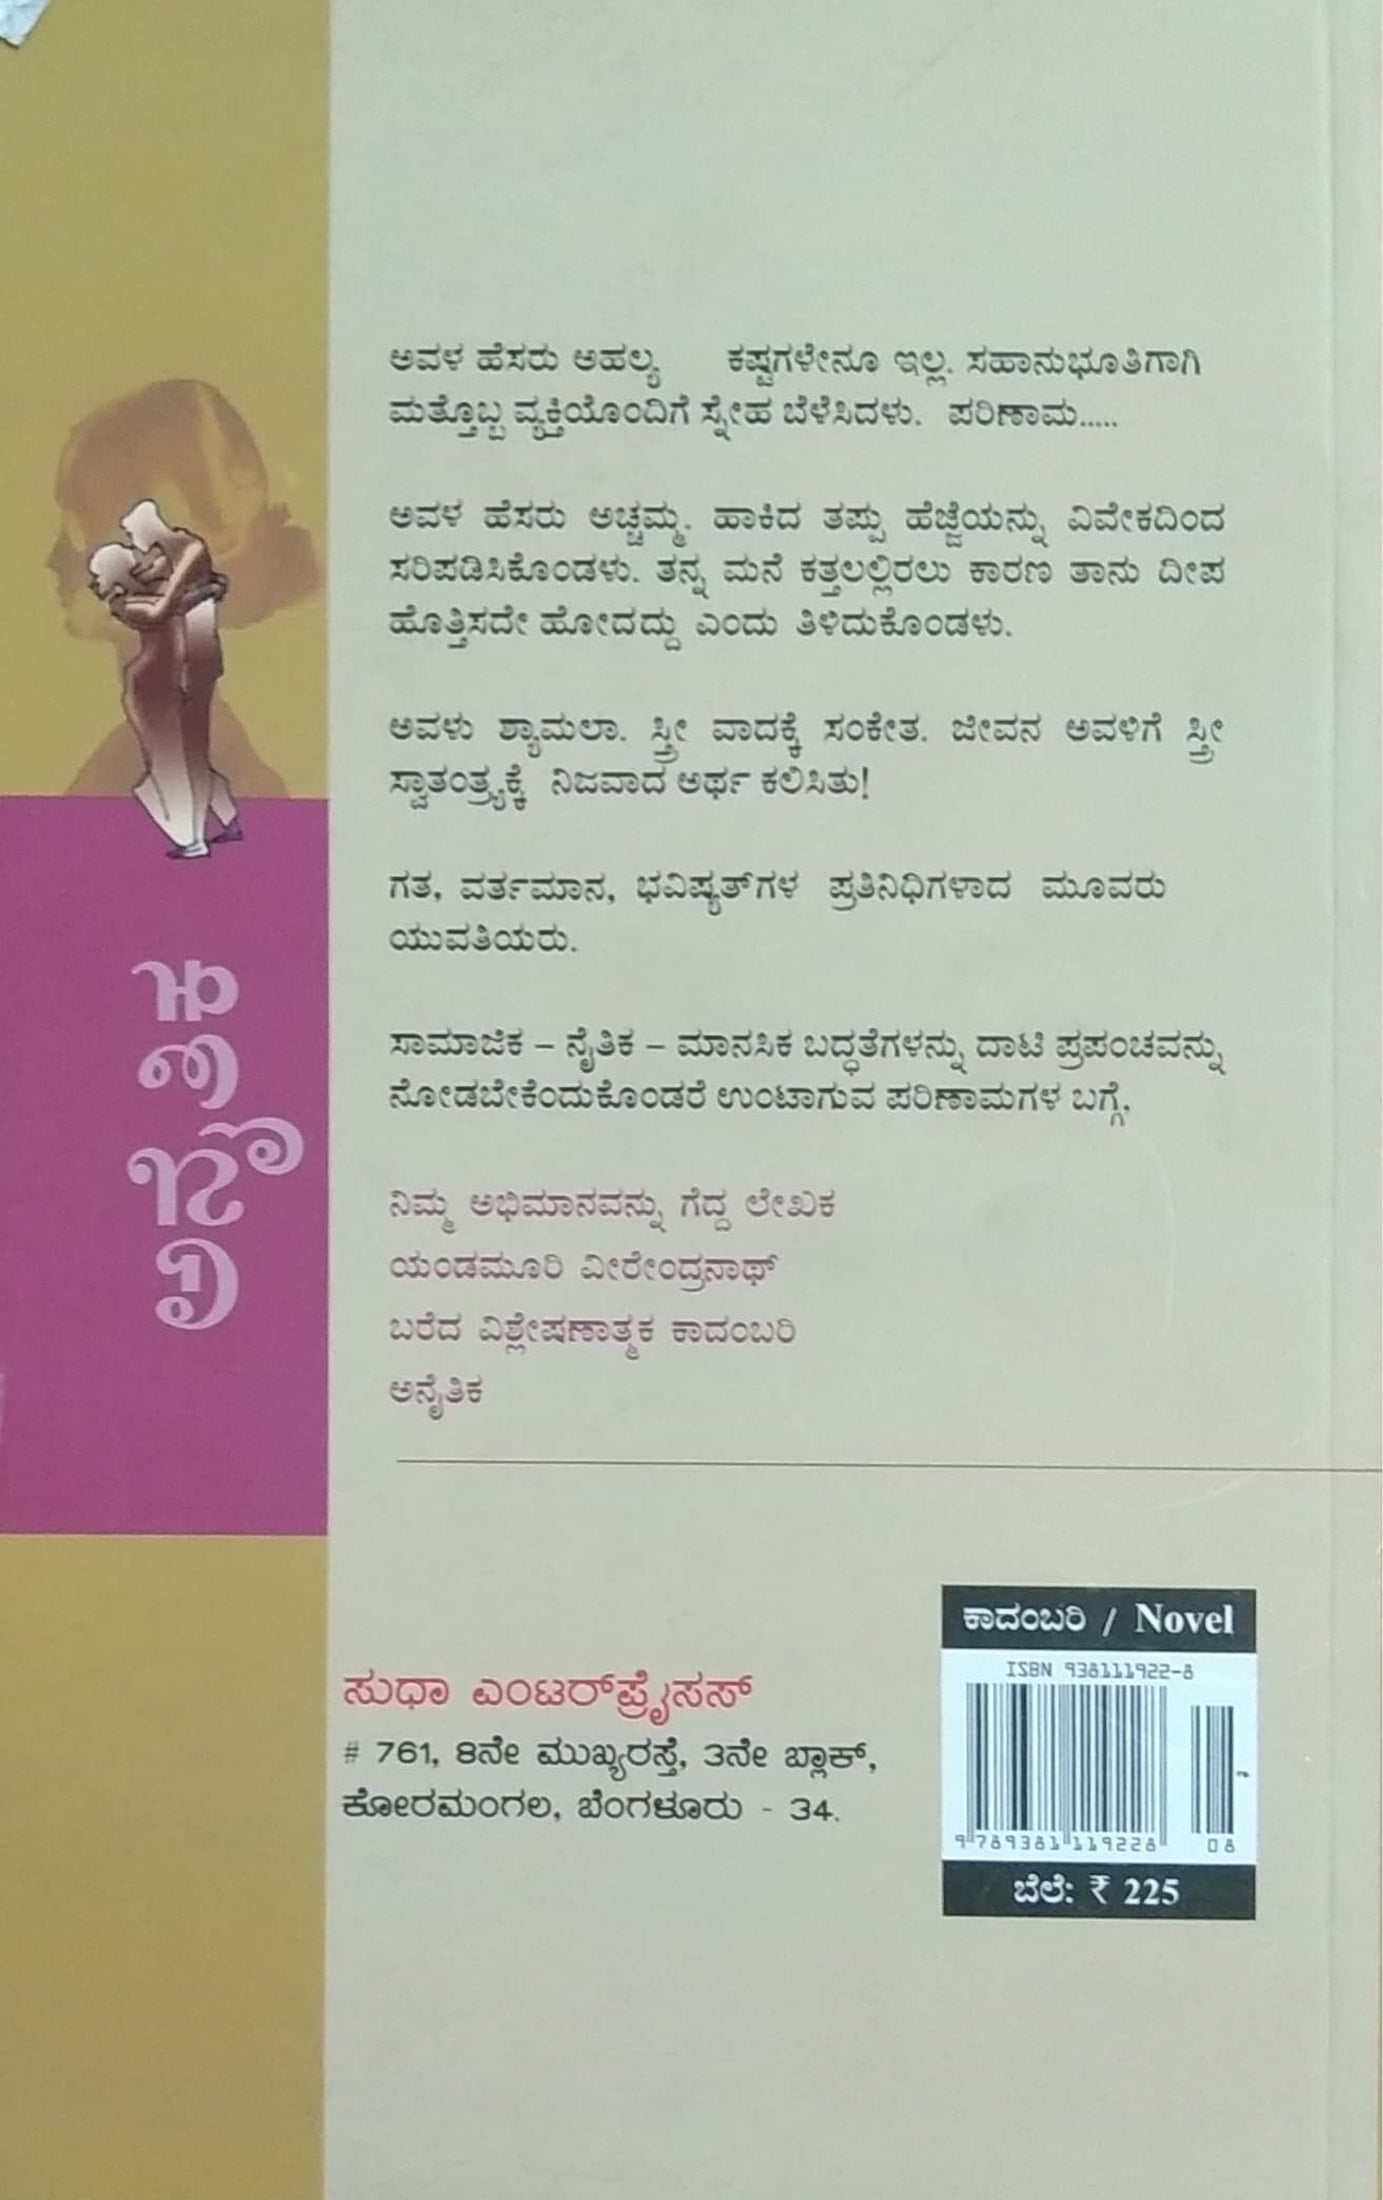 ಅವಳ ಹೆಸರು ಅಹಲ್ಯ ಕಷ್ಟಗಳೇನೂ ಇಲ್ಲ. ಸಹಾನುಭೂತಿಗಾಗಿ
ಮತ್ತೊಬ್ಬ ವ್ಯಕ್ತಿಯೊಂದಿಗೆ ಸ್ನೇಹ ಬೆಳೆಸಿದಳು. ಪರಿಣಾಮ.....
ಅವಳ ಹೆಸರು ಅಚ್ಚಮ್ಮ. ಹಾಕಿದ ತಪ್ಪು ಹೆಜ್ಜೆಯನ್ನು ವಿವೇಕದಿಂದ
ಸರಿಪಡಿಸಿಕೊಂಡಳು. ತನ್ನ ಮನೆ ಕತ್ತಲಲ್ಲಿರಲು ಕಾರಣ ತಾನು ದೀಪ
ಹೊತ್ತಿಸದೇ ಹೋದದ್ದು ಎಂದು ತಿಳಿದುಕೊಂಡಳು.
ಅವಳು ಶ್ಯಾಮಲಾ. ಸ್ತ್ರೀ ವಾದಕ್ಕೆ ಸಂಕೇತ. ಜೀವನ ಅವಳಿಗೆ ಸ್ತ್ರೀ
ಸ್ವಾತಂತ್ರ್ಯಕ್ಕೆ ನಿಜವಾದ ಅರ್ಥ ಕಲಿಸಿತು!
ಗತ, ವರ್ತಮಾನ, ಭವಿಷ್ಯತ್‌ಗಳ ಪ್ರತಿನಿಧಿಗಳಾದ ಮೂವರು
ಯುವತಿಯರು.
ಸಾಮಾಜಿಕ – ನೈತಿಕ – ಮಾನಸಿಕ ಬದ್ಧತೆಗಳನ್ನು ದಾಟಿ ಪ್ರಪಂಚವನ್ನು
ನೋಡಬೇಕೆಂದುಕೊಂಡರೆ ಉಂಟಾಗುವ ಪರಿಣಾಮಗಳ ಬಗ್ಗೆ.
ನಿಮ್ಮ ಅಭಿಮಾನವನ್ನು ಗೆದ್ದ ಲೇಖಕ
ಯಂಡಮೂರಿ ವೀರೇಂದ್ರನಾಥ್
ಬರೆದ ವಿಶ್ಲೇಷಣಾತ್ಮಕ ಕಾದಂಬರಿ
ಅನೈತಿಕ
ಅನೈತಿಕ
ಕಾದಂಬರಿ / Novel
ISBN 938111922-8
9 789381 119228
08
ಬೆಲೆ: ₹ 225
ಸುಧಾ ಎಂಟರ್‌ಪ್ರೈಸಸ್
# 761, 8ನೇ ಮುಖ್ಯರಸ್ತೆ, 3ನೇ ಬ್ಲಾಕ್,
ಕೋರಮಂಗಲ, ಬೆಂಗಳೂರು - 34.